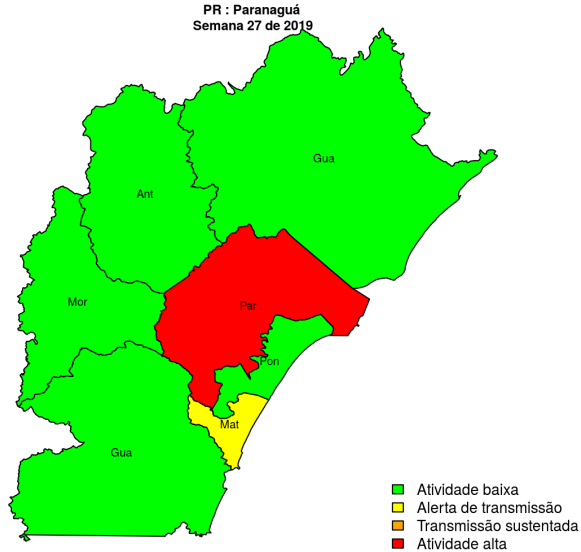 PR : Paranaguá
Semana 27 de 2019
Gua
Ant
Mor
Par
Pon
Mat
Gua
Atividade baixa
Alerta de transmissão
Transmissão sustentada
Atividade alta